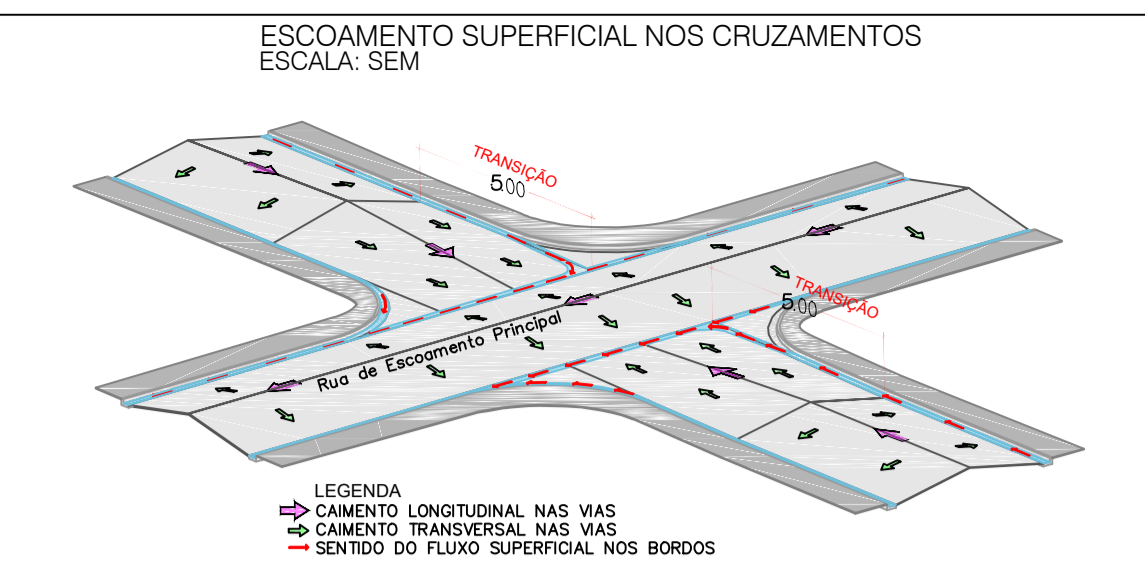 ESCOAMENTO SUPERFICIAL NOS CRUZAMENTOS
ESCALA: SEM
TRANSIÇÃO
5.00
TRANSIÇÃO
5.00
Rua de Escoamento Principal
LEGENDA
CAIMENTO LONGITUDINAL NAS VIAS
CAIMENTO TRANSVERSAL NAS VIAS
SENTIDO DO FLUXO SUPERFICIAL NOS BORDOS